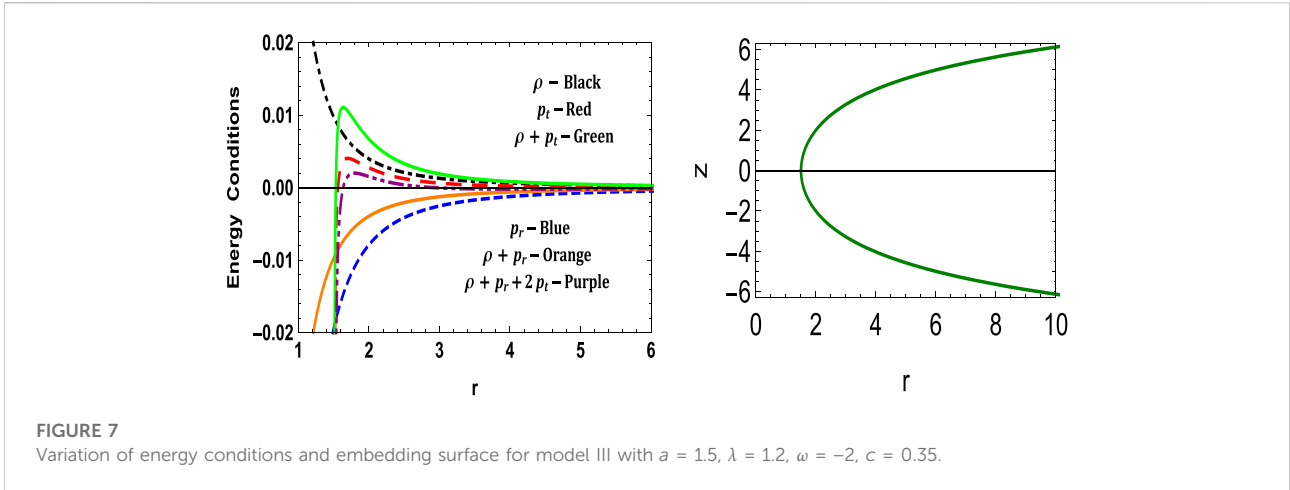 0.02
0.01
0.00
−0.01
−0.02
Energy Conditions
ρ − Black
p_t − Red
ρ + p_t − Green
p_r − Blue
ρ + p_r − Orange
ρ + p_r + 2 p_t − Purple
1 2 3 4 5 6
r
6
4
2
0
−2
−4
−6
z
0 2 4 6 8 10
r
FIGURE 7
Variation of energy conditions and embedding surface for model III with a = 1.5, λ = 1.2, ω = −2, c = 0.35.